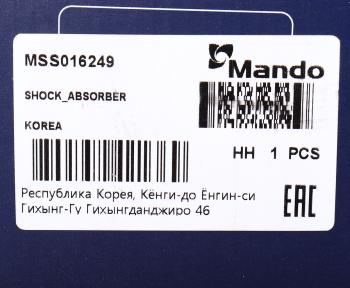 MSS016249
Mando
SHOCK_ABSORBER
KOREA
HH 1 PCS
Республика Корея, Кёнги-до Ёнгин-си
Гихынг-Гу Гихынгданджиро 46
EAC